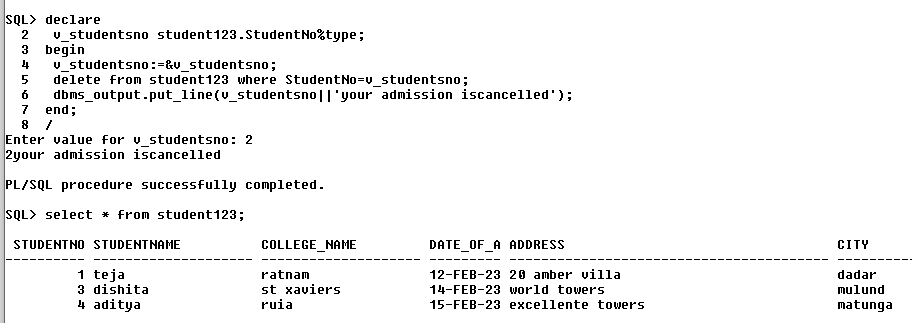 SQL> declare
  2   v_studentsno student123.StudentNo%type;
  3  begin
  4   v_studentsno:=&v_studentsno;
  5   delete from student123 where StudentNo=v_studentsno;
  6   dbms_output.put_line(v_studentsno||'your admission iscancelled');
  7  end;
  8  /
Enter value for v_studentsno: 2
2your admission iscancelled
PL/SQL procedure successfully completed.
SQL> select * from student123;
 STUDENTNO STUDENTNAME          COLLEGE_NAME         DATE_OF_A ADDRESS                                  CITY
---------- -------------------- -------------------- --------- ---------------------------------------- ----------
         1 teja                 ratnam               12-FEB-23 20 amber villa                           dadar
         3 dishita              st xaviers           14-FEB-23 world towers                             mulund
         4 aditya               ruia                 15-FEB-23 excellente towers                        matunga